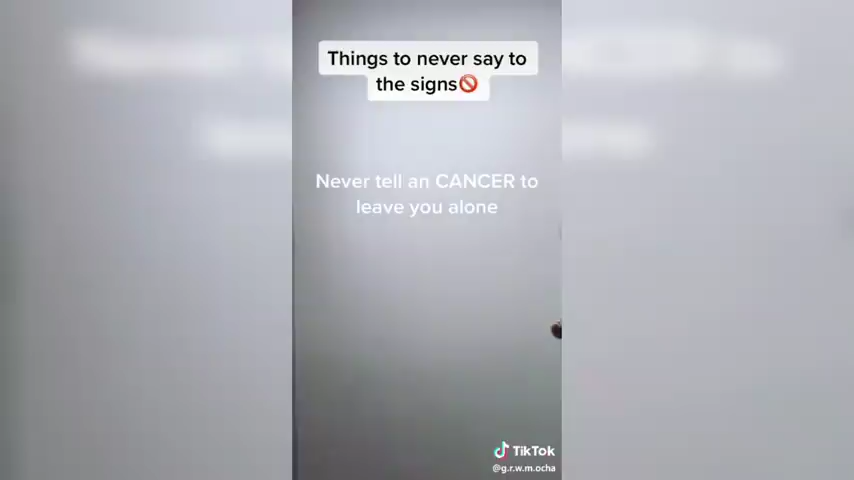 Things to never say to
the signs🚫
Never tell an CANCER to
leave you alone
TikTok
@g.r.w.m.ocha